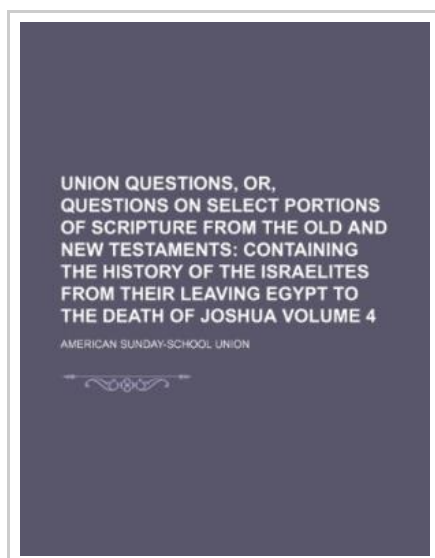 UNION QUESTIONS, OR,
QUESTIONS ON SELECT PORTIONS
OF SCRIPTURE FROM THE OLD AND
NEW TESTAMENTS: CONTAINING
THE HISTORY OF THE ISRAELITES
FROM THEIR LEAVING EGYPT TO
THE DEATH OF JOSHUA VOLUME 4
AMERICAN SUNDAY-SCHOOL UNION